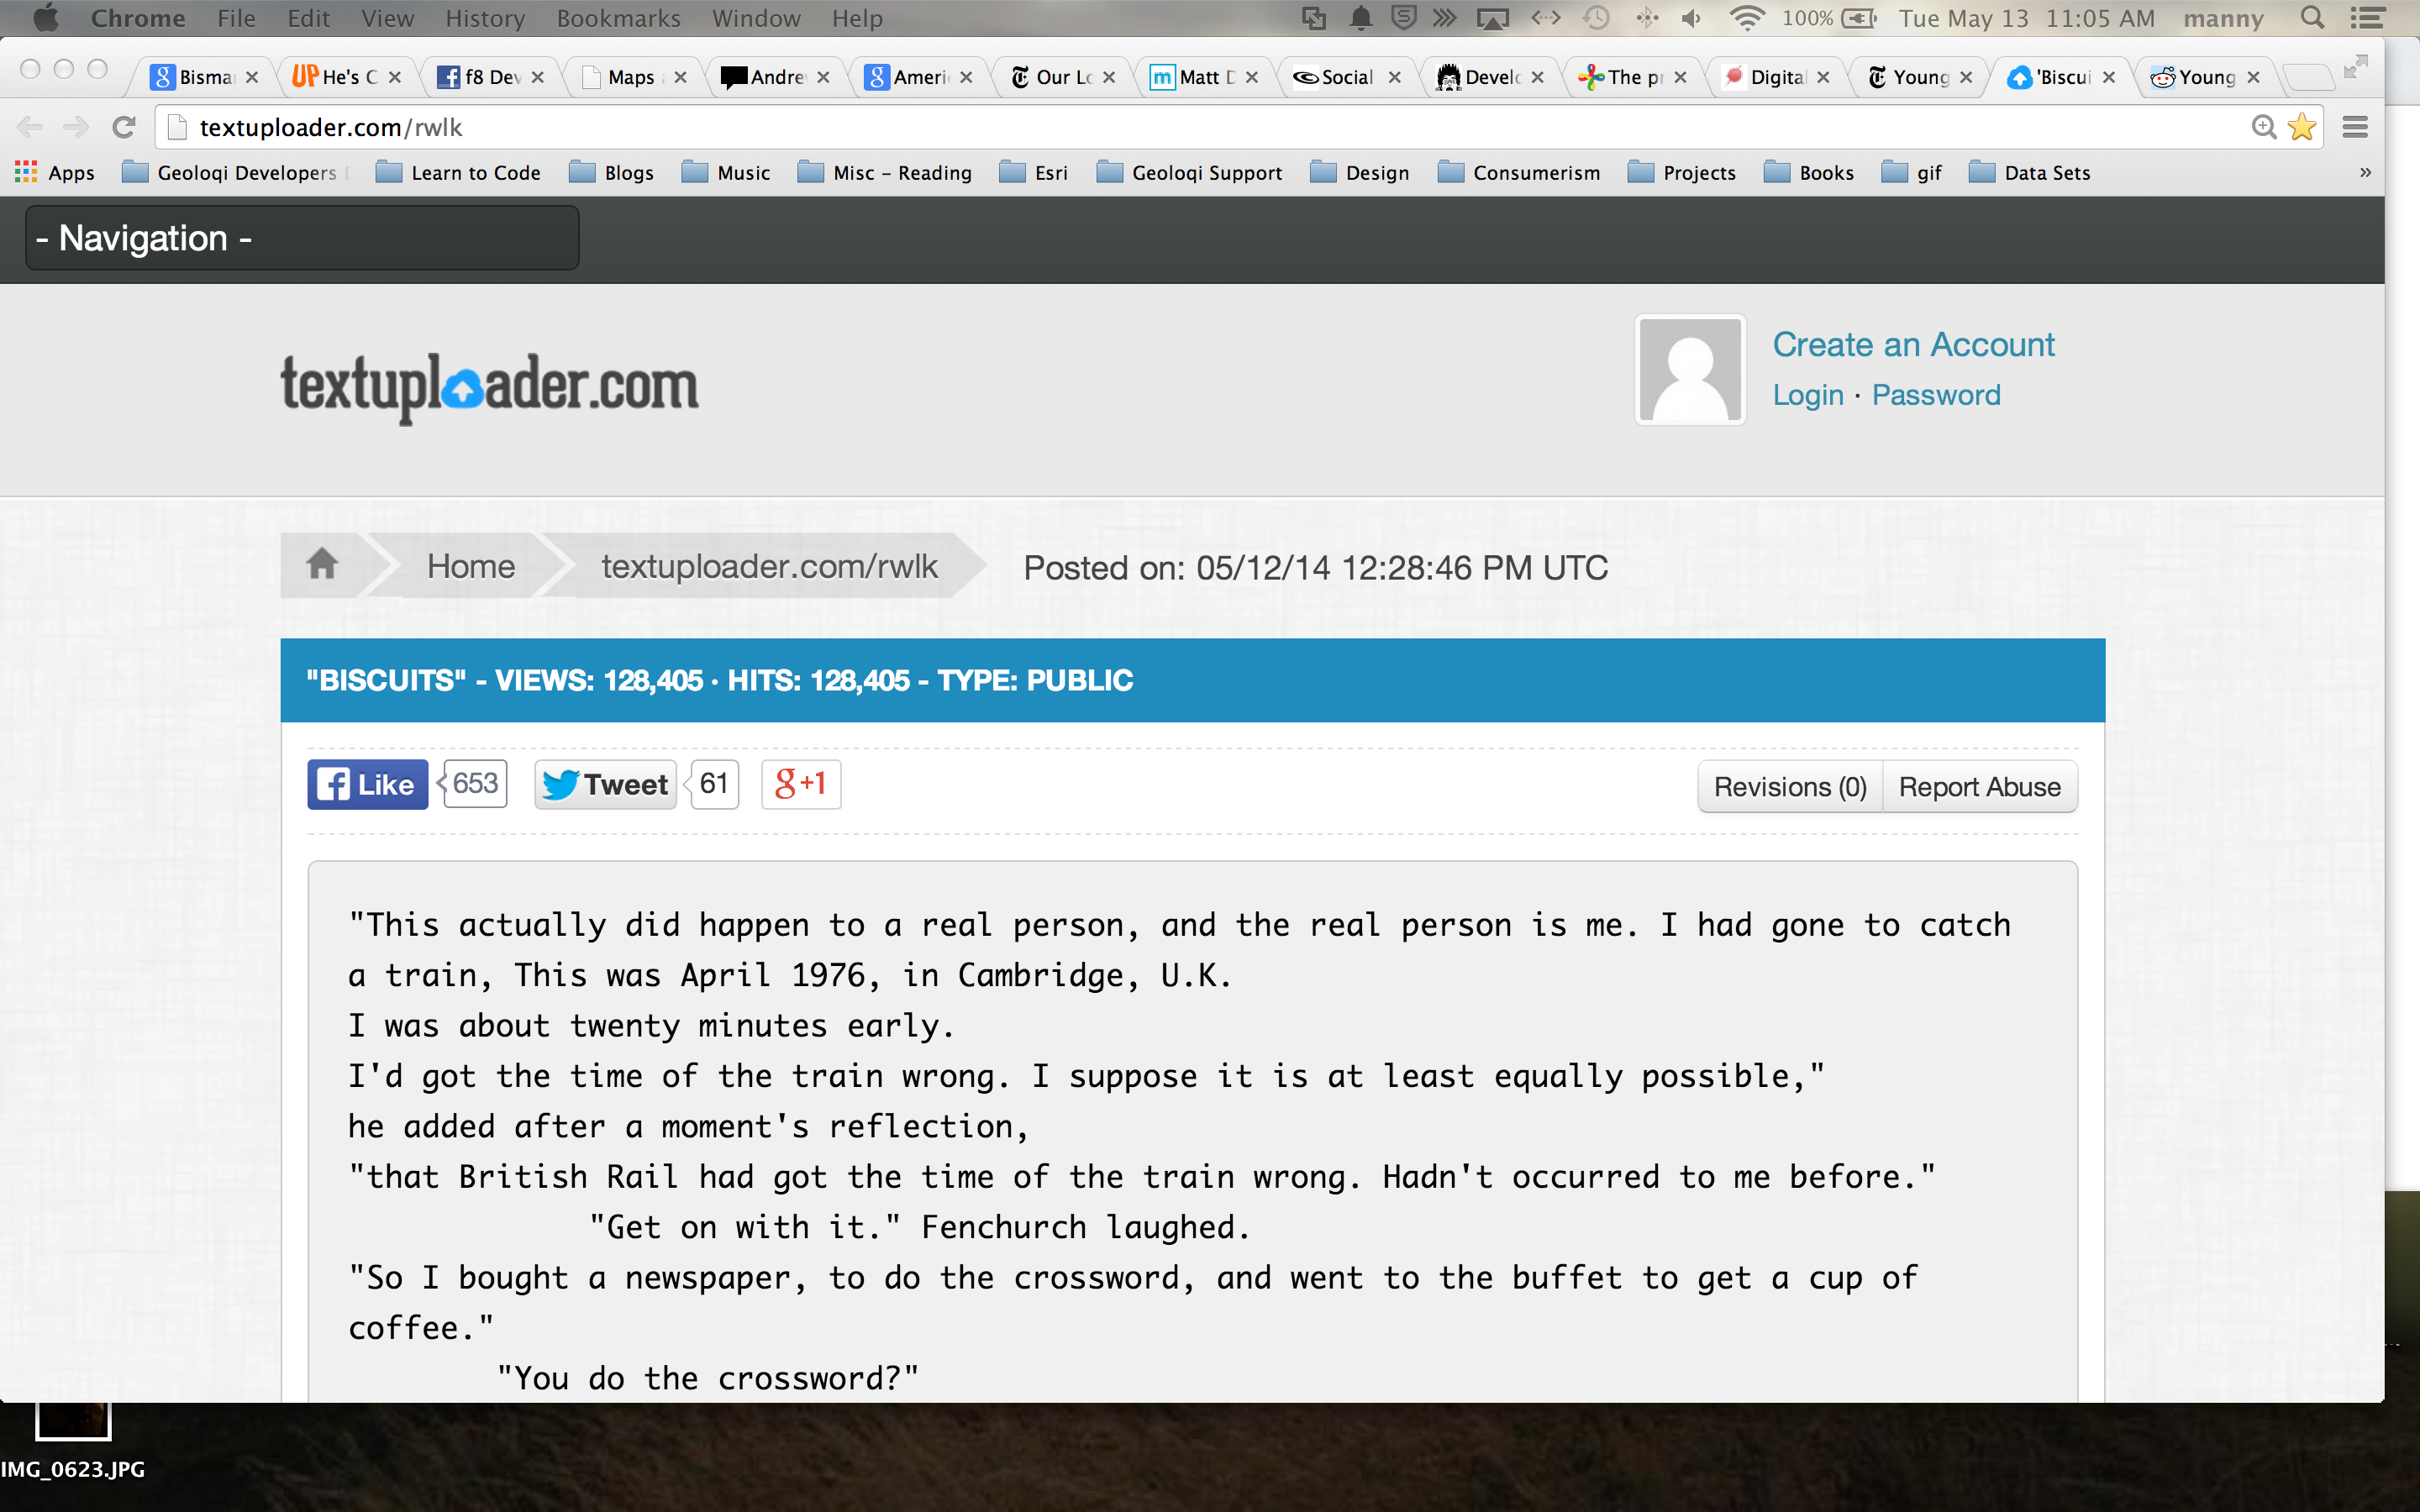 Chrome File Edit View History Bookmarks Window Help 100% Tue May 13 11:05 AM manny
Bisma He's C f8 Dev Maps Andre Ameri Our Lo Matt D Social Develo The pr Digital Young 'Biscui Young
textuploader.com/rwlk
Apps Geoloqi Developers Learn to Code Blogs Music Misc – Reading Esri Geoloqi Support Design Consumerism Projects Books gif Data Sets »
- Navigation -
textuploader.com
Create an Account
Login · Password
Home textuploader.com/rwlk Posted on: 05/12/14 12:28:46 PM UTC
"BISCUITS" - VIEWS: 128,405 · HITS: 128,405 - TYPE: PUBLIC
Like 653 Tweet 61 g+1 Revisions (0) Report Abuse
"This actually did happen to a real person, and the real person is me. I had gone to catch
a train, This was April 1976, in Cambridge, U.K.
I was about twenty minutes early.
I'd got the time of the train wrong. I suppose it is at least equally possible,"
he added after a moment's reflection,
"that British Rail had got the time of the train wrong. Hadn't occurred to me before."
"Get on with it." Fenchurch laughed.
"So I bought a newspaper, to do the crossword, and went to the buffet to get a cup of
coffee."
"You do the crossword?"
IMG_0623.JPG